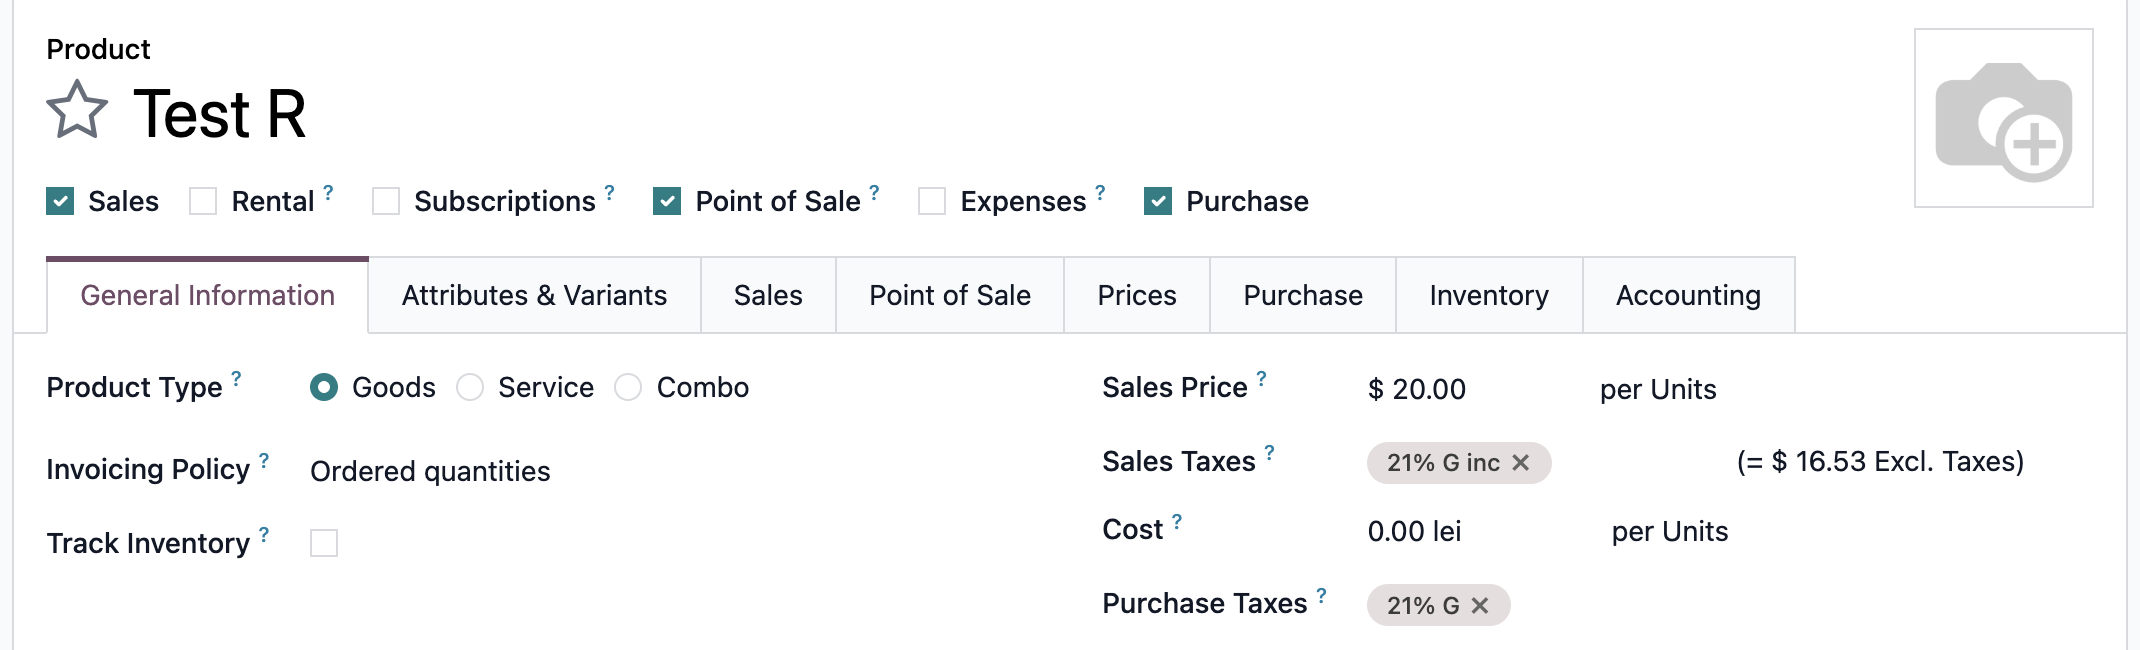 Product
Test R
Sales Rental ? Subscriptions ? Point of Sale ? Expenses ? Purchase
General Information Attributes & Variants Sales Point of Sale Prices Purchase Inventory Accounting
Product Type ? Goods Service Combo
Invoicing Policy ? Ordered quantities
Track Inventory ?
Sales Price ? $ 20.00 per Units
Sales Taxes ? 21% G inc × (= $ 16.53 Excl. Taxes)
Cost ? 0.00 lei per Units
Purchase Taxes ? 21% G ×